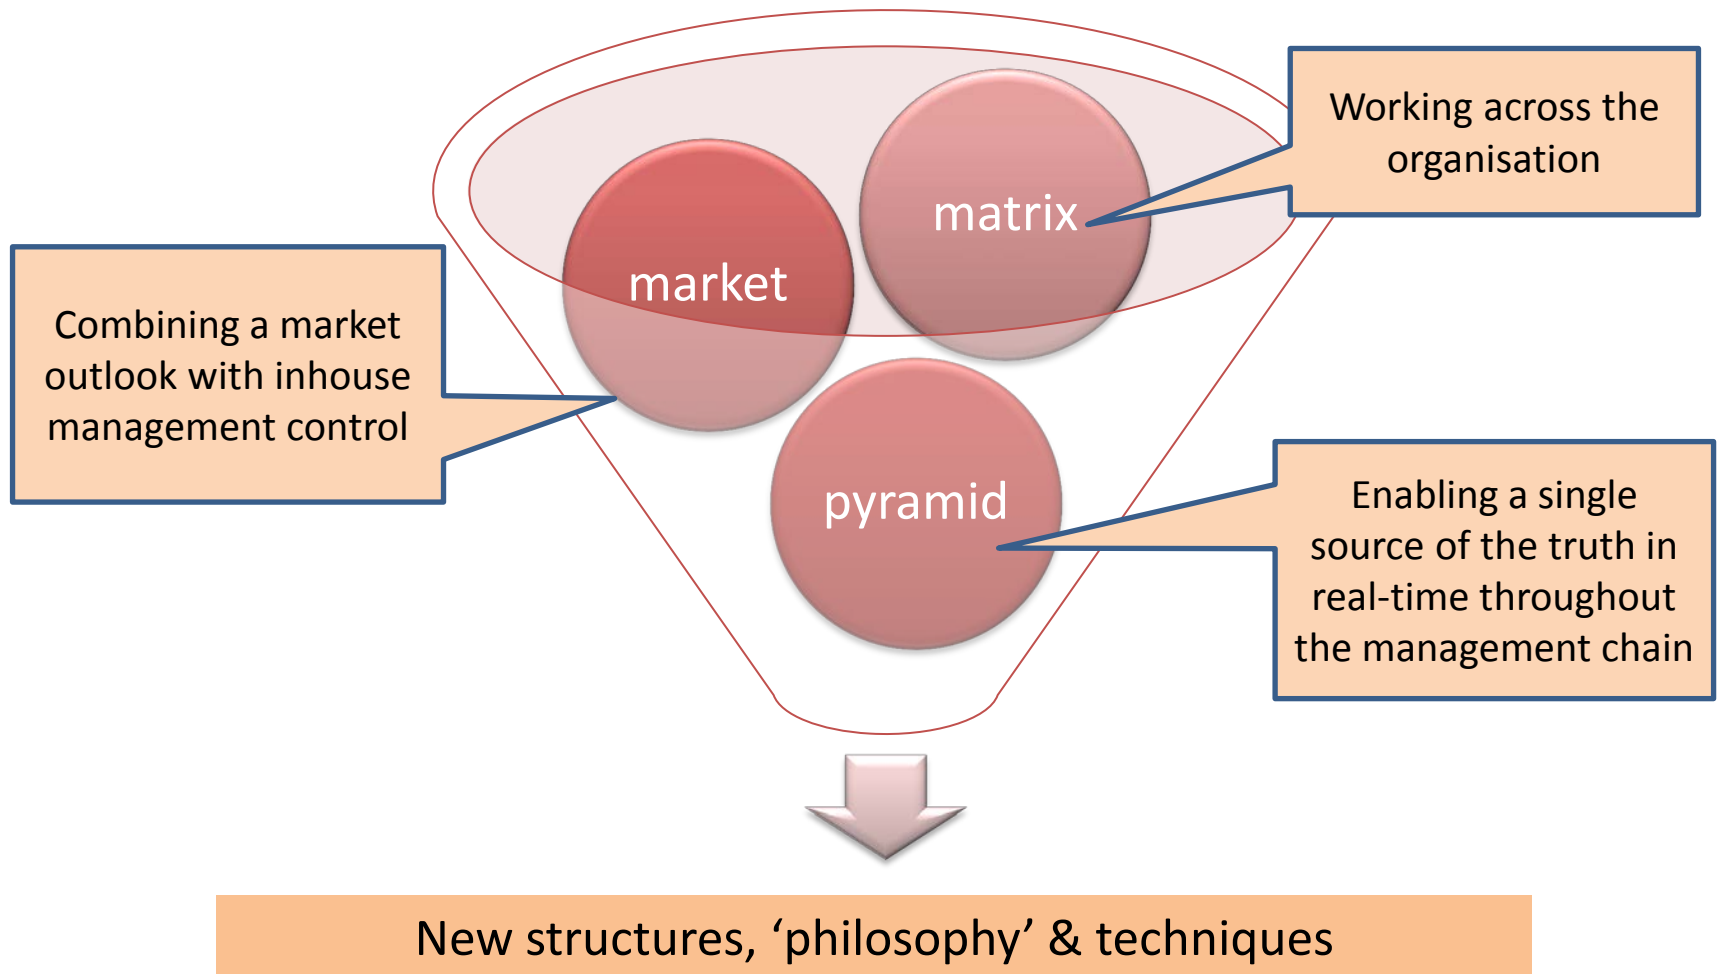 Working across the
organisation
matrix
market
Combining a market
outlook with inhouse
management control
pyramid
Enabling a single
source of the truth in
real-time throughout
the management chain
New structures, ‘philosophy’ & techniques